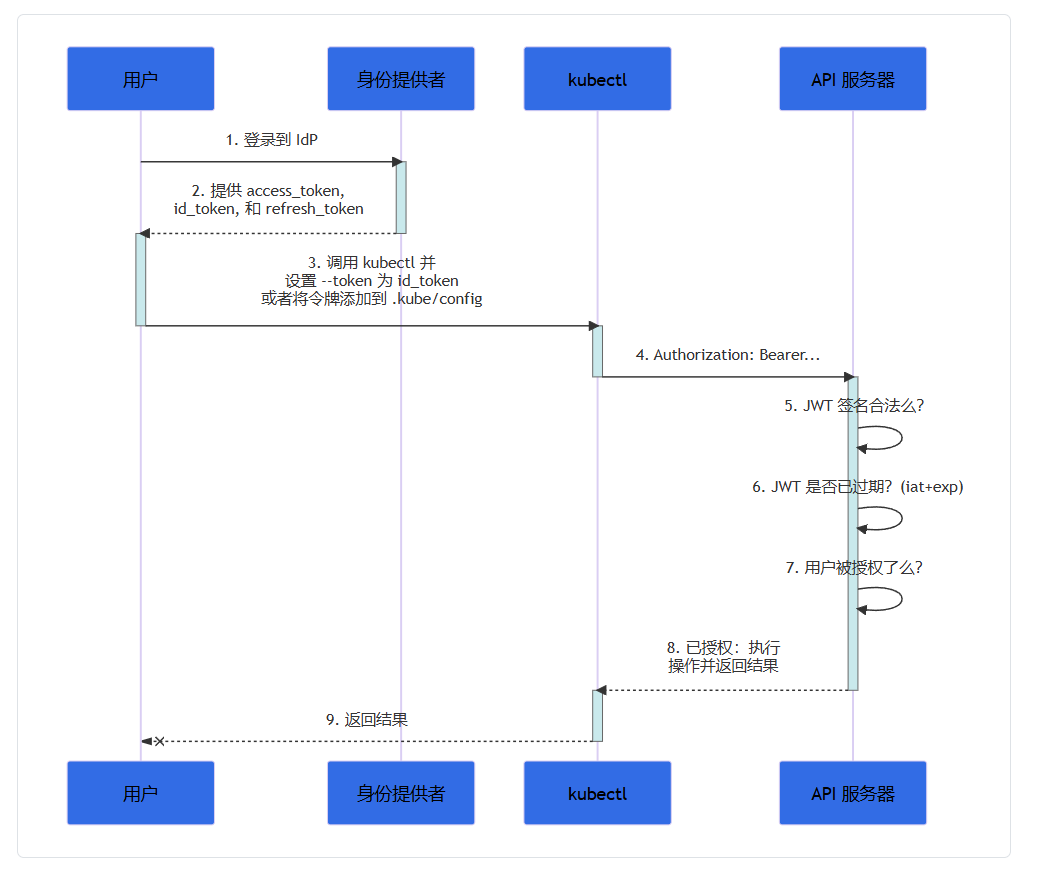 用户
身份提供者
kubectl
API 服务器
1. 登录到 IdP
2. 提供 access_token,
id_token, 和 refresh_token
3. 调用 kubectl 并
设置 --token 为 id_token
或者将令牌添加到 .kube/config
4. Authorization: Bearer...
5. JWT 签名合法么？
6. JWT 是否已过期？(iat+exp)
7. 用户被授权了么？
8. 已授权：执行
操作并返回结果
9. 返回结果
用户
身份提供者
kubectl
API 服务器